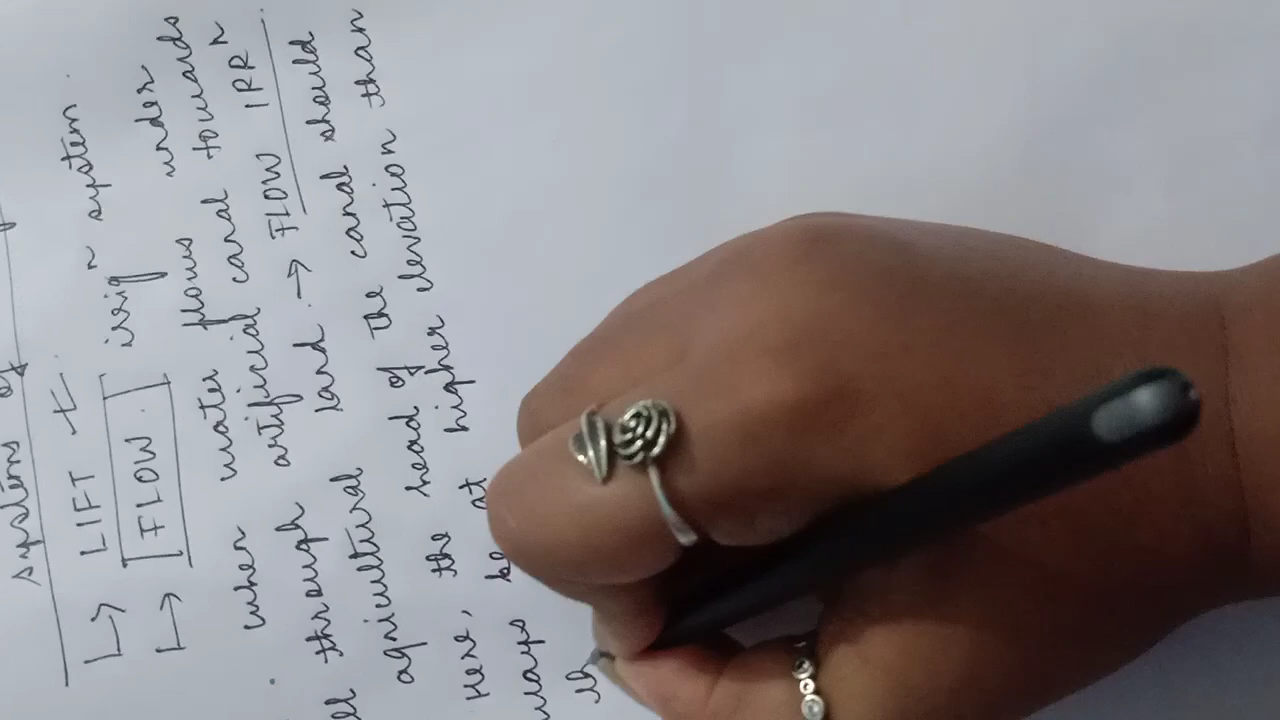 systems of
↳ LIFT t.
↳ [FLOW.] irrigⁿ system.
when water flows under
through artificial canal towards
agricultural land. → FLOW IRRⁿ.
Here, the head of the canal should
be at higher elevation than
th